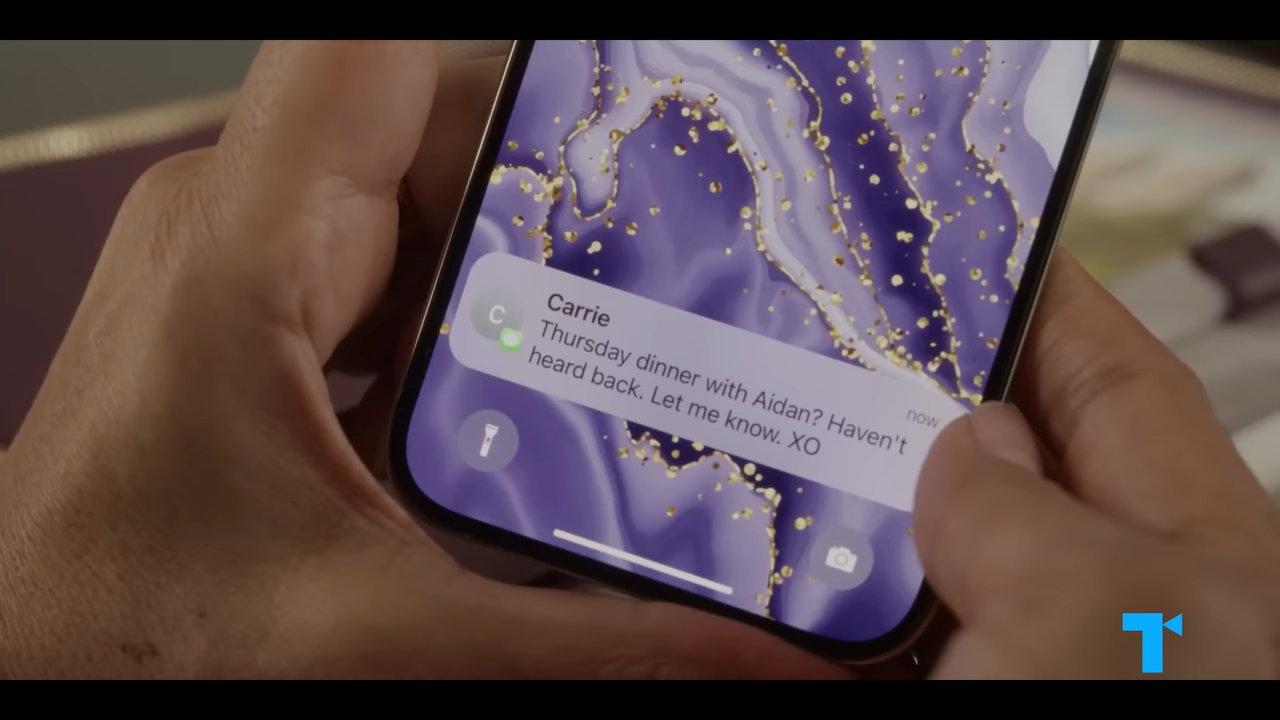 C
Carrie
now
Thursday dinner with Aidan? Haven't
heard back. Let me know. XO
T